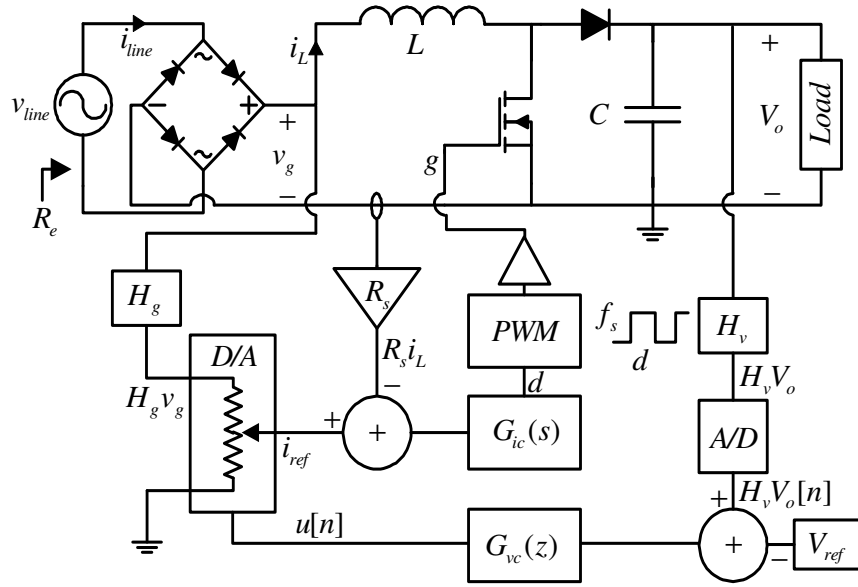 i_line
i_L
L
v_line
+
v_g
−
− +
g
C
+
V_o
−
Load
R_e
H_g
R_s
PWM
f_s
d
H_v
D/A
R_s i_L
H_g v_g
d
H_v V_o
−
+
+
i_ref
G_ic(s)
A/D
u[n]
G_vc(z)
+
H_v V_o[n]
+
−
V_ref